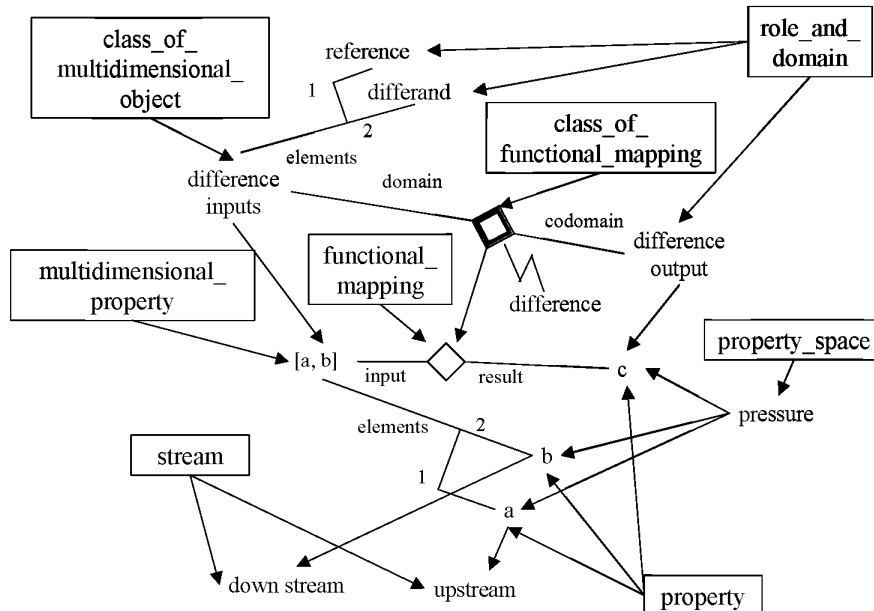 class_of_
multidimensional_
object
reference
role_and_
domain
1
differand
2
elements
class_of_
functional_mapping
difference
inputs
domain
codomain
difference
output
multidimensional_
property
functional_
mapping
difference
property_space
[a, b]
input
result
c
pressure
elements
2
stream
b
1
a
down stream
upstream
property